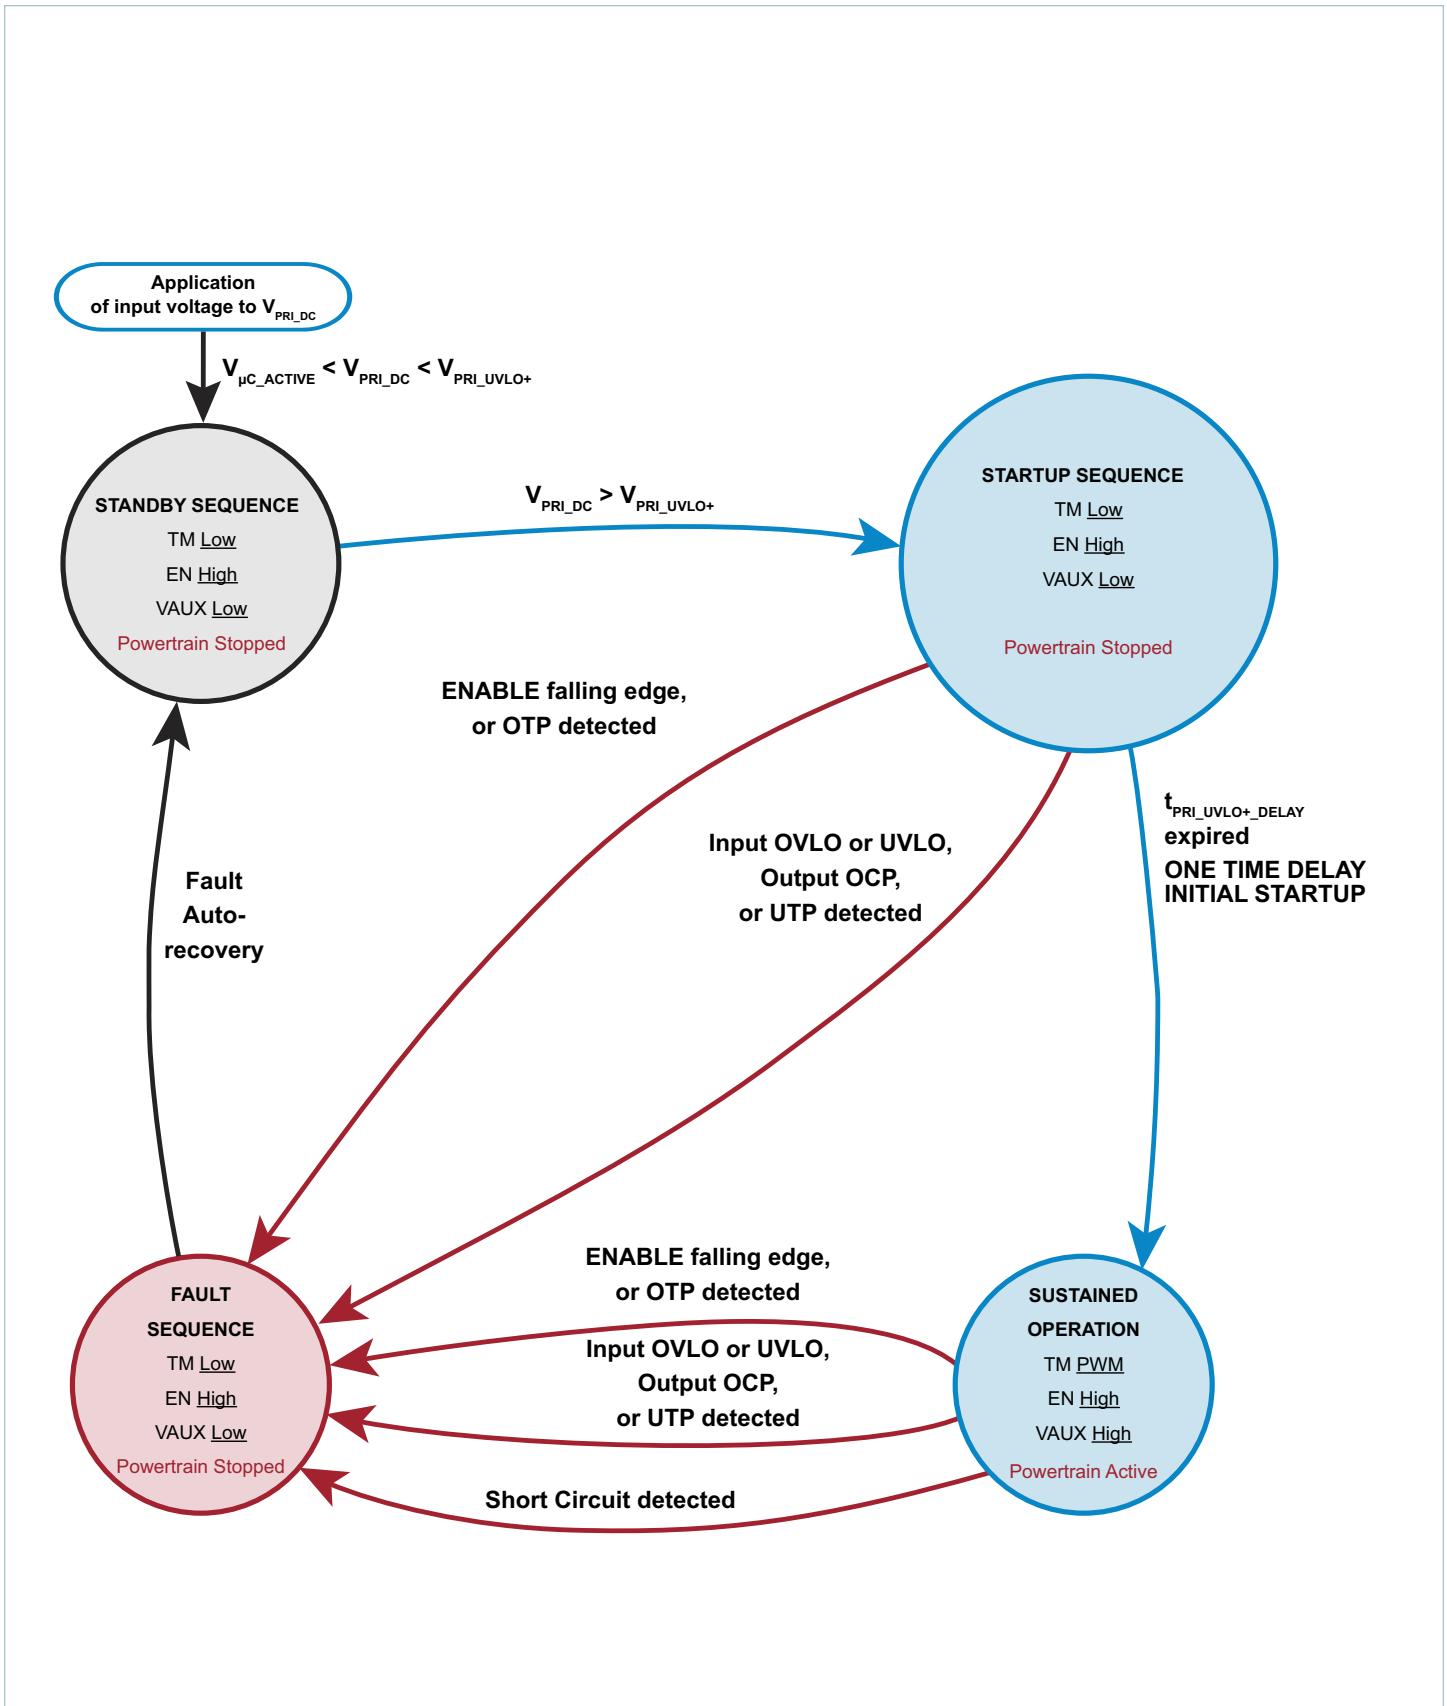 Application
of input voltage to VPRI_DC
VµC_ACTIVE < VPRI_DC < VPRI_UVLO+
STANDBY SEQUENCE
TM Low
EN High
VAUX Low
Powertrain Stopped
VPRI_DC > VPRI_UVLO+
STARTUP SEQUENCE
TM Low
EN High
VAUX Low
Powertrain Stopped
ENABLE falling edge,
or OTP detected
Input OVLO or UVLO,
Output OCP,
or UTP detected
tPRI_UVLO+_DELAY
expired
ONE TIME DELAY
INITIAL STARTUP
Fault
Auto-
recovery
FAULT
SEQUENCE
TM Low
EN High
VAUX Low
Powertrain Stopped
ENABLE falling edge,
or OTP detected
Input OVLO or UVLO,
Output OCP,
or UTP detected
Short Circuit detected
SUSTAINED
OPERATION
TM PWM
EN High
VAUX High
Powertrain Active